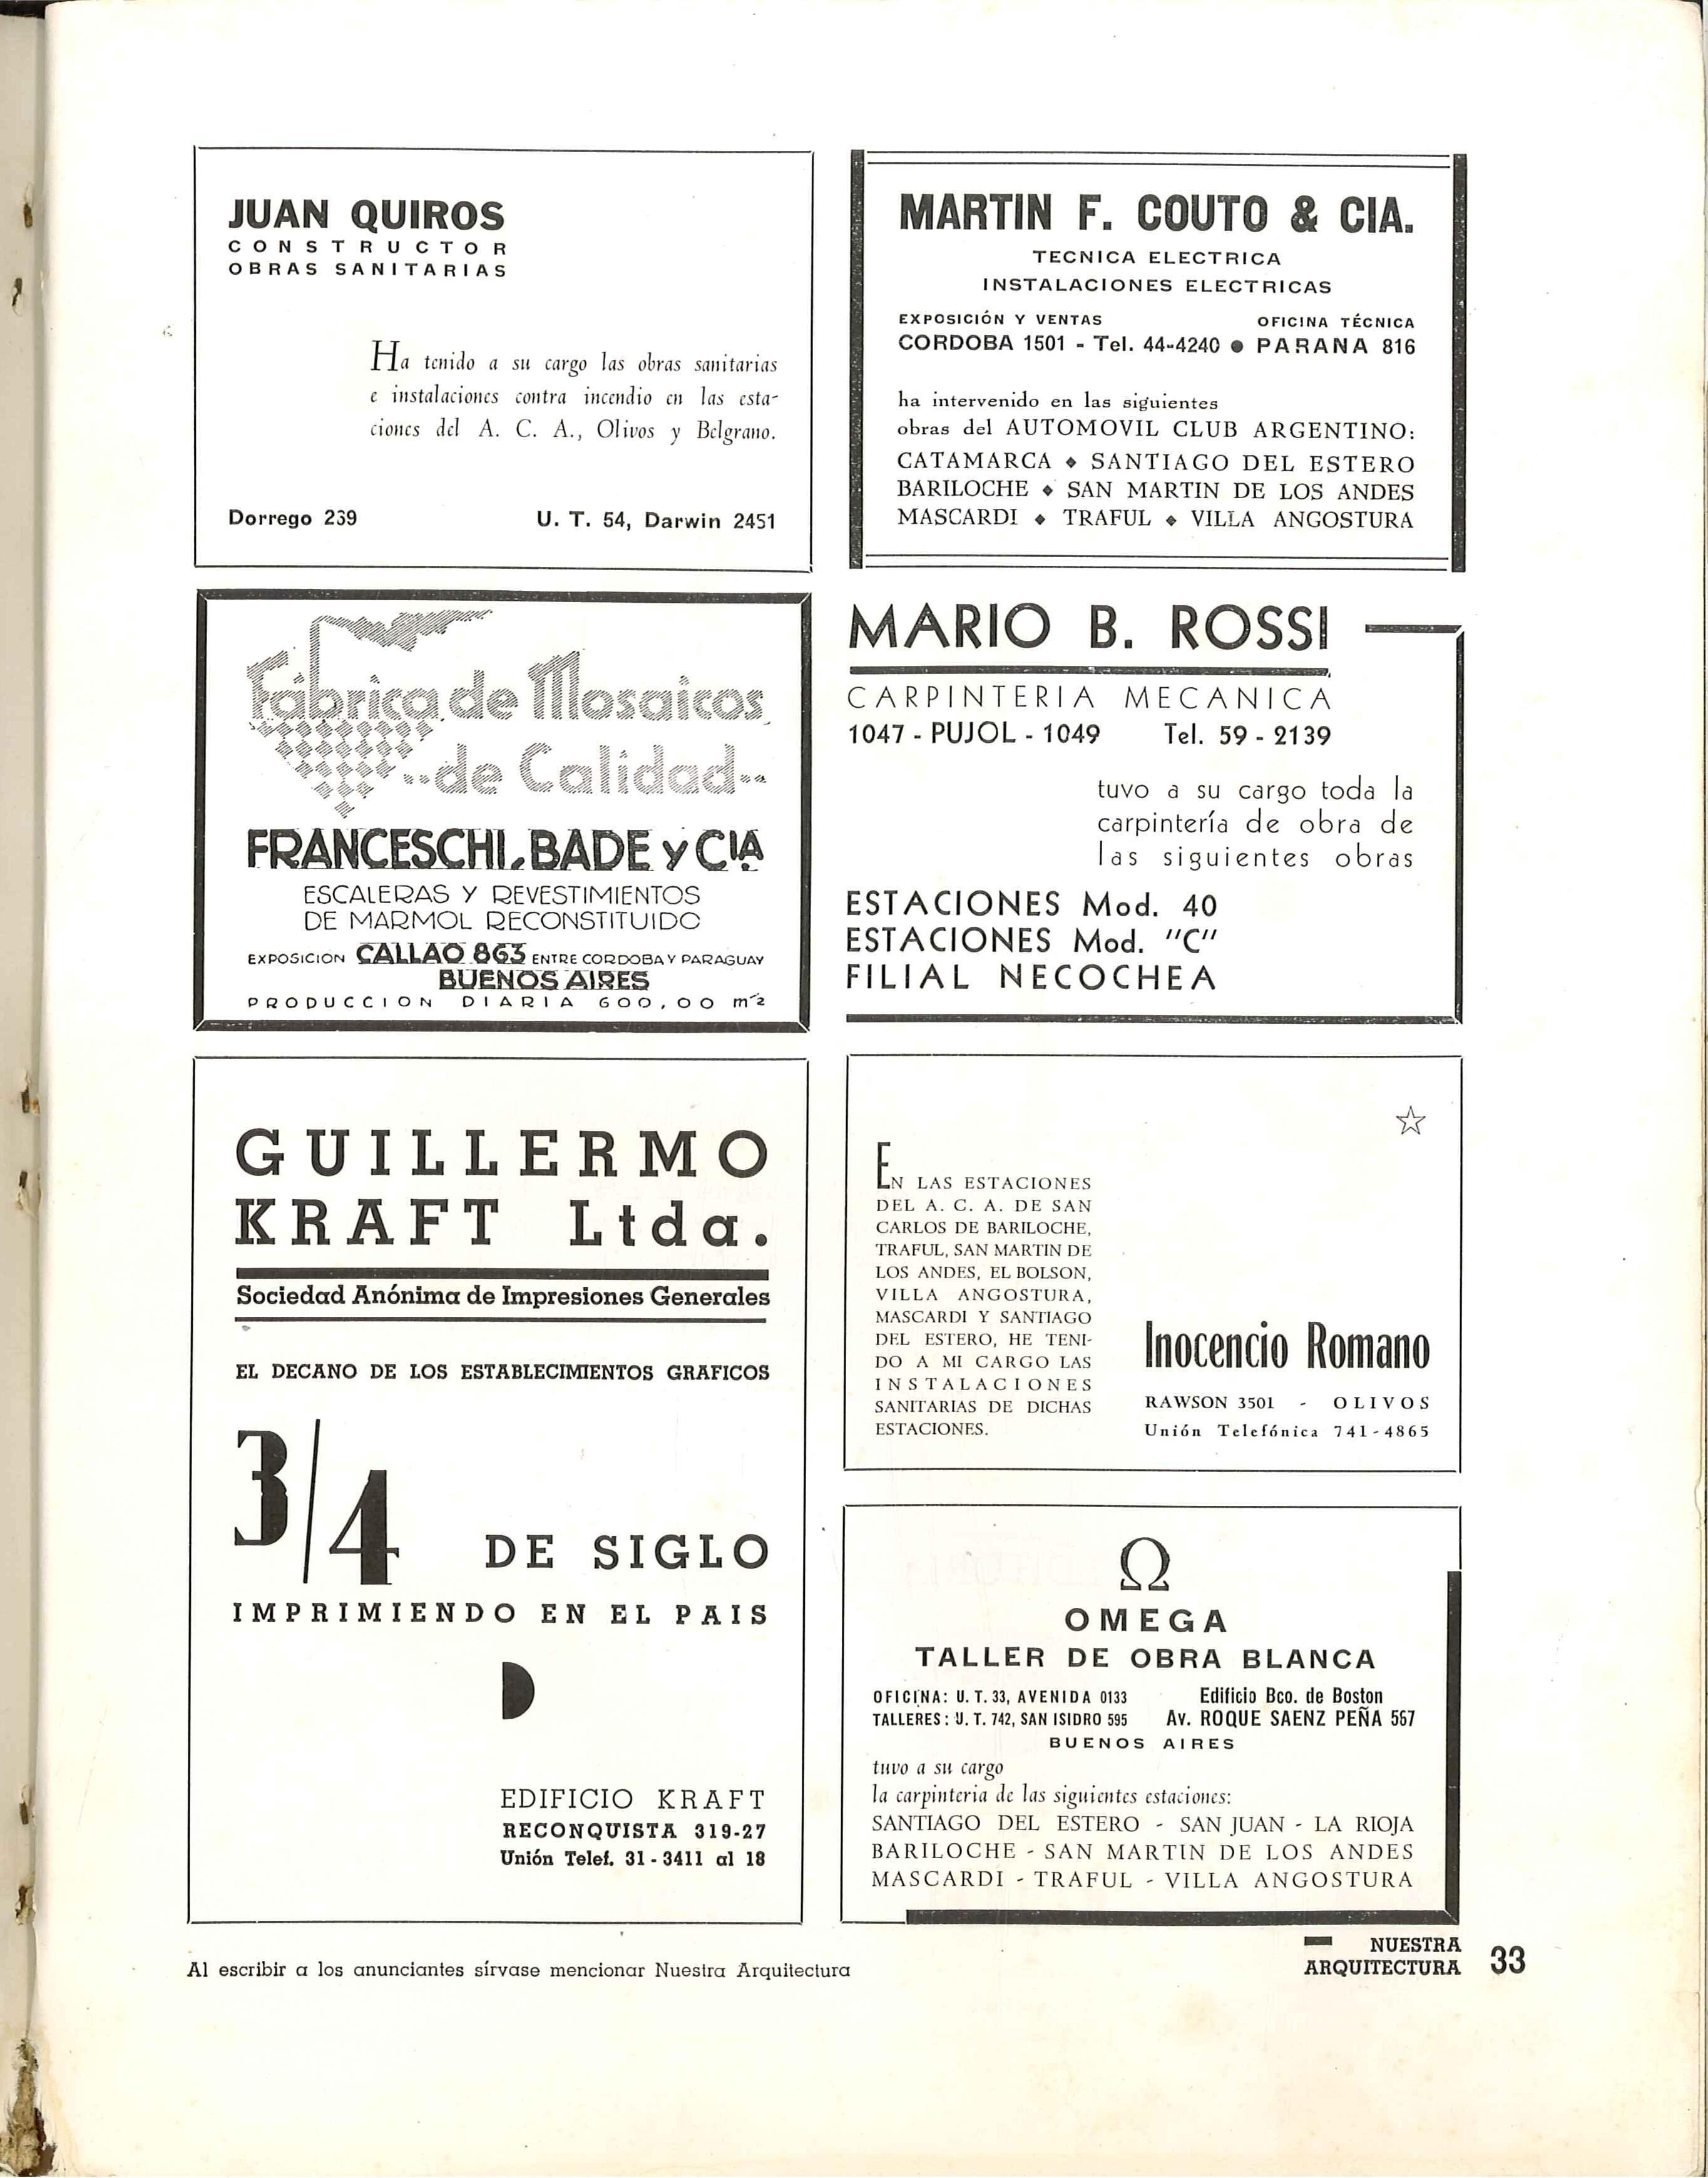 JUAN QUIROS
CONSTRUCTOR
OBRAS SANITARIAS
Ha tenido a su cargo las obras sanitarias
e instalaciones contra incendio en las esta-
ciones del A. C. A., Olivos y Belgrano.
Dorrego 239 U. T. 54, Darwin 2451
MARTIN F. COUTO & CIA.
TECNICA ELECTRICA
INSTALACIONES ELECTRICAS
EXPOSICIÓN Y VENTAS OFICINA TÉCNICA
CORDOBA 1501 - Tel. 44-4240 ● PARANA 816
ha intervenido en las siguientes
obras del AUTOMOVIL CLUB ARGENTINO:
CATAMARCA ◆ SANTIAGO DEL ESTERO
BARILOCHE ◆ SAN MARTIN DE LOS ANDES
MASCARDI ◆ TRAFUL ◆ VILLA ANGOSTURA
Fábrica de Mosaicos
..de Calidad..
FRANCESCHI, BADE y CIA
ESCALERAS Y REVESTIMIENTOS
DE MARMOL RECONSTITUIDO
EXPOSICION CALLAO 863 ENTRE CORDOBA Y PARAGUAY
BUENOS AIRES
PRODUCCION DIARIA 600,00 m2
MARIO B. ROSSI
CARPINTERIA MECANICA
1047 - PUJOL - 1049 Tel. 59 - 2139
tuvo a su cargo toda la
carpintería de obra de
las siguientes obras
ESTACIONES Mod. 40
ESTACIONES Mod. "C"
FILIAL NECOCHEA
GUILLERMO
KRAFT Ltda.
Sociedad Anónima de Impresiones Generales
EL DECANO DE LOS ESTABLECIMIENTOS GRAFICOS
3/4 DE SIGLO
IMPRIMIENDO EN EL PAIS
EDIFICIO KRAFT
RECONQUISTA 319-27
Unión Telef. 31 - 3411 al 18
EN LAS ESTACIONES
DEL A. C. A. DE SAN
CARLOS DE BARILOCHE,
TRAFUL, SAN MARTIN DE
LOS ANDES, EL BOLSON,
VILLA ANGOSTURA,
MASCARDI Y SANTIAGO
DEL ESTERO, HE TENI-
DO A MI CARGO LAS
INSTALACIONES
SANITARIAS DE DICHAS
ESTACIONES.
Inocencio Romano
RAWSON 3501 - OLIVOS
Unión Telefónica 741-4865
Ω
OMEGA
TALLER DE OBRA BLANCA
OFICINA: U. T. 33, AVENIDA 0133 Edificio Bco. de Boston
TALLERES: U. T. 742, SAN ISIDRO 595 Av. ROQUE SAENZ PEÑA 567
BUENOS AIRES
tuvo a su cargo
la carpinteria de las siguientes estaciones:
SANTIAGO DEL ESTERO - SAN JUAN - LA RIOJA
BARILOCHE - SAN MARTIN DE LOS ANDES
MASCARDI - TRAFUL - VILLA ANGOSTURA
Al escribir a los anunciantes sírvase mencionar Nuestra Arquitectura
NUESTRA
ARQUITECTURA 33